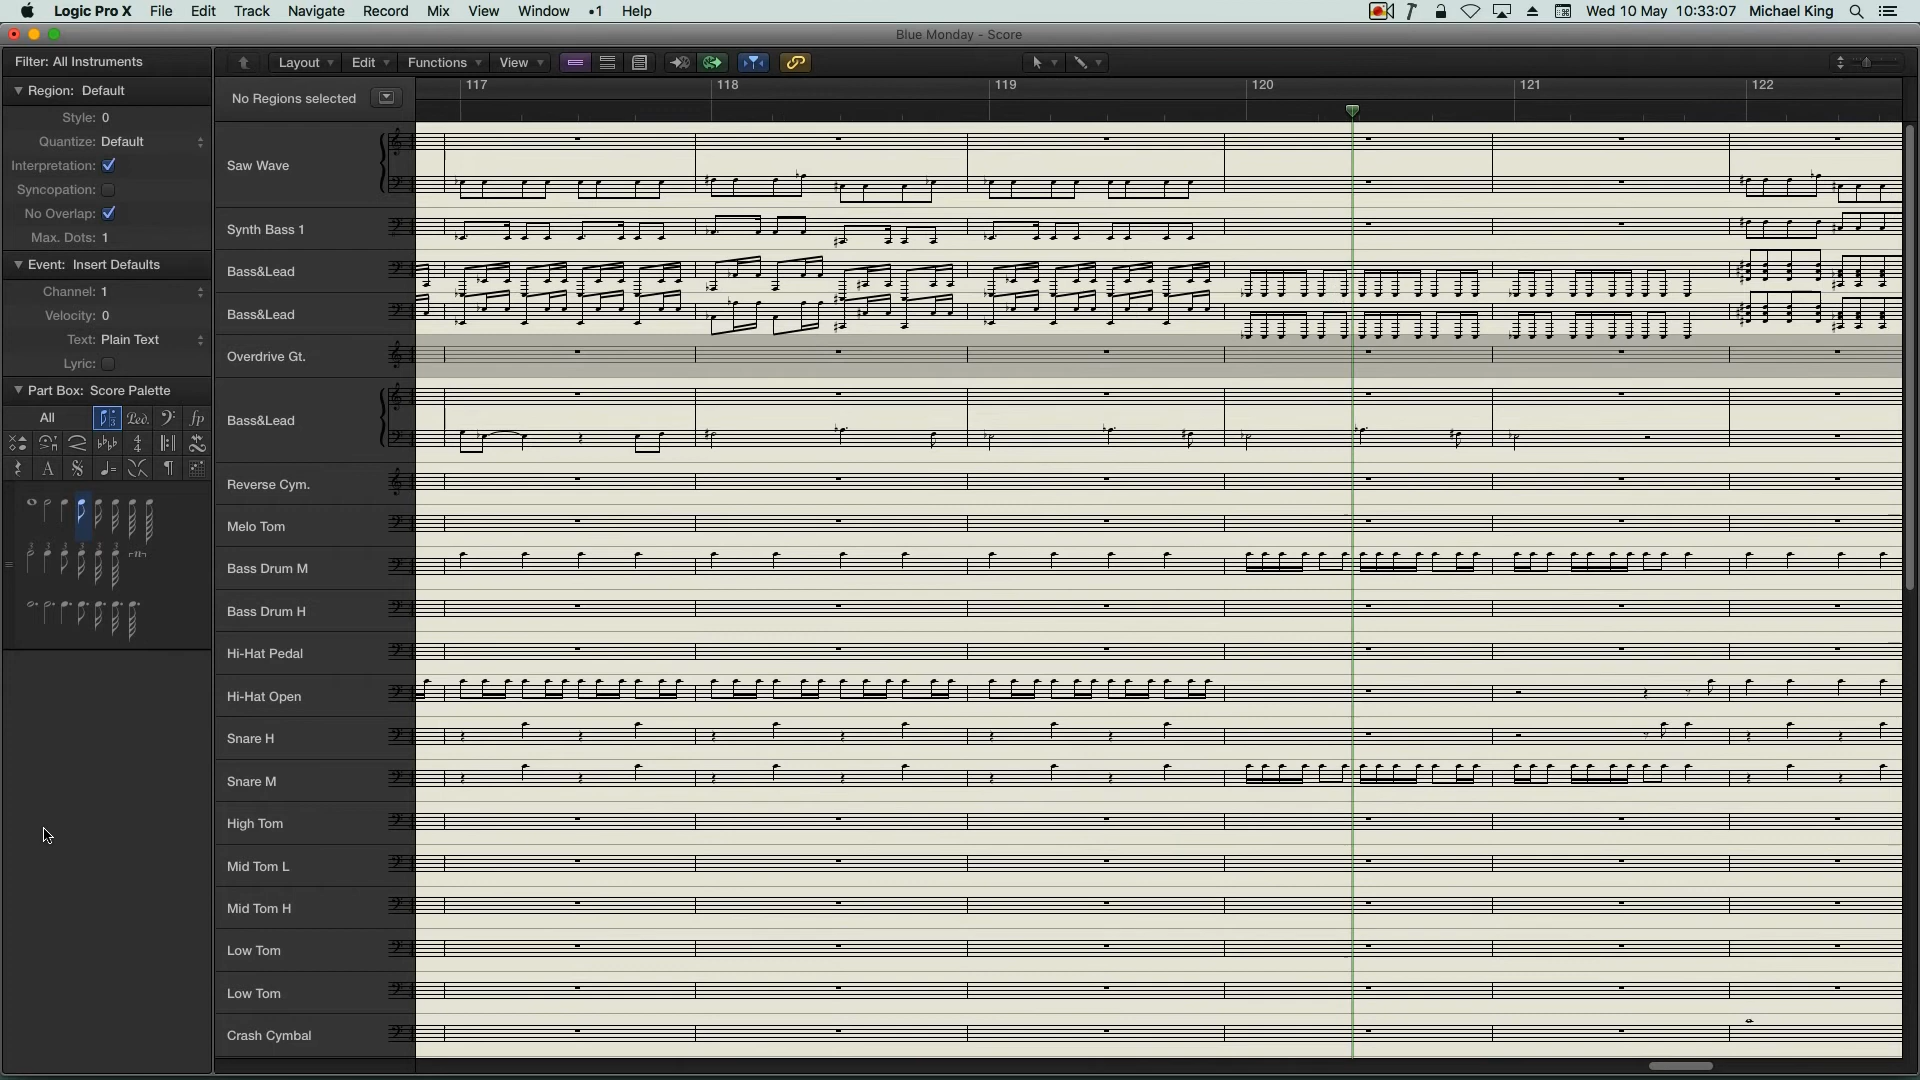 Logic Pro X File Edit Track Navigate Record Mix View Window •1 Help Wed 10 May 10:33:07 Michael King
Blue Monday - Score
Filter: All Instruments
Layout Edit Functions View
Region: Default
No Regions selected
117 118 119 120 121 122
Style: 0
Quantize: Default
Interpretation:
Syncopation:
No Overlap:
Max. Dots: 1
Event: Insert Defaults
Channel: 1
Velocity: 0
Text: Plain Text
Lyric:
Part Box: Score Palette
All
Saw Wave
Synth Bass 1
Bass&Lead
Bass&Lead
Overdrive Gt.
Bass&Lead
Reverse Cym.
Melo Tom
Bass Drum M
Bass Drum H
Hi-Hat Pedal
Hi-Hat Open
Snare H
Snare M
High Tom
Mid Tom L
Mid Tom H
Low Tom
Low Tom
Crash Cymbal